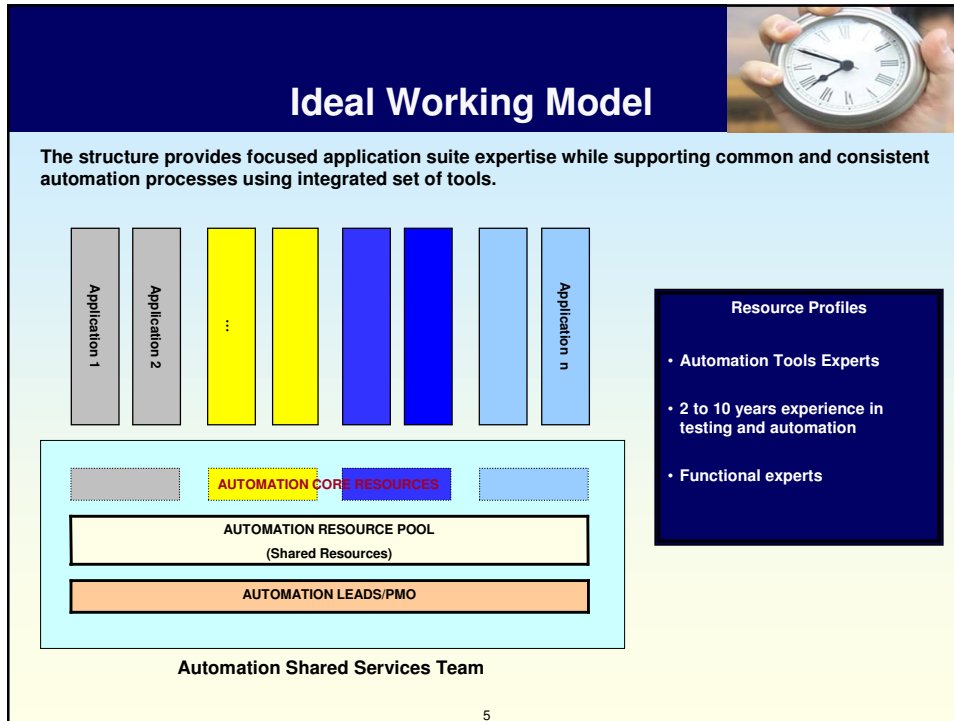 Ideal Working Model
The structure provides focused application suite expertise while supporting common and consistent
automation processes using integrated set of tools.
Application 1
Application 2
...
Application n
Resource Profiles
• Automation Tools Experts
• 2 to 10 years experience in
testing and automation
• Functional experts
AUTOMATION CORE RESOURCES
AUTOMATION RESOURCE POOL
(Shared Resources)
AUTOMATION LEADS/PMO
Automation Shared Services Team
5